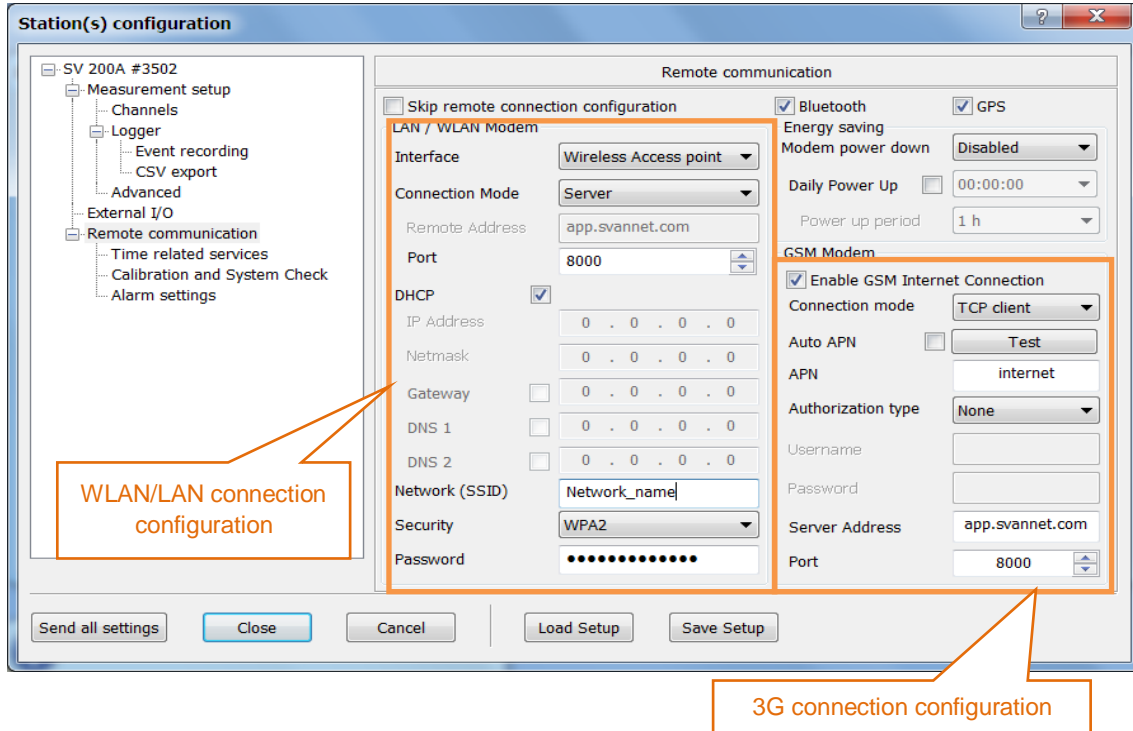 Station(s) configuration
SV 200A #3502
Measurement setup
Channels
Logger
Event recording
CSV export
Advanced
External I/O
Remote communication
Time related services
Calibration and System Check
Alarm settings
Remote communication
Skip remote connection configuration
LAN / WLAN Modem
Interface Wireless Access point
Connection Mode Server
Remote Address app.svannet.com
Port 8000
DHCP
IP Address 0 . 0 . 0 . 0
Netmask 0 . 0 . 0 . 0
Gateway 0 . 0 . 0 . 0
DNS 1 0 . 0 . 0 . 0
DNS 2 0 . 0 . 0 . 0
Network (SSID) Network_name
Security WPA2
Password •••••••••••••
Bluetooth GPS
Energy saving
Modem power down Disabled
Daily Power Up 00:00:00
Power up period 1 h
GSM Modem
Enable GSM Internet Connection
Connection mode TCP client
Auto APN Test
APN internet
Authorization type None
Username
Password
Server Address app.svannet.com
Port 8000
WLAN/LAN connection
configuration
Send all settings Close Cancel Load Setup Save Setup
3G connection configuration